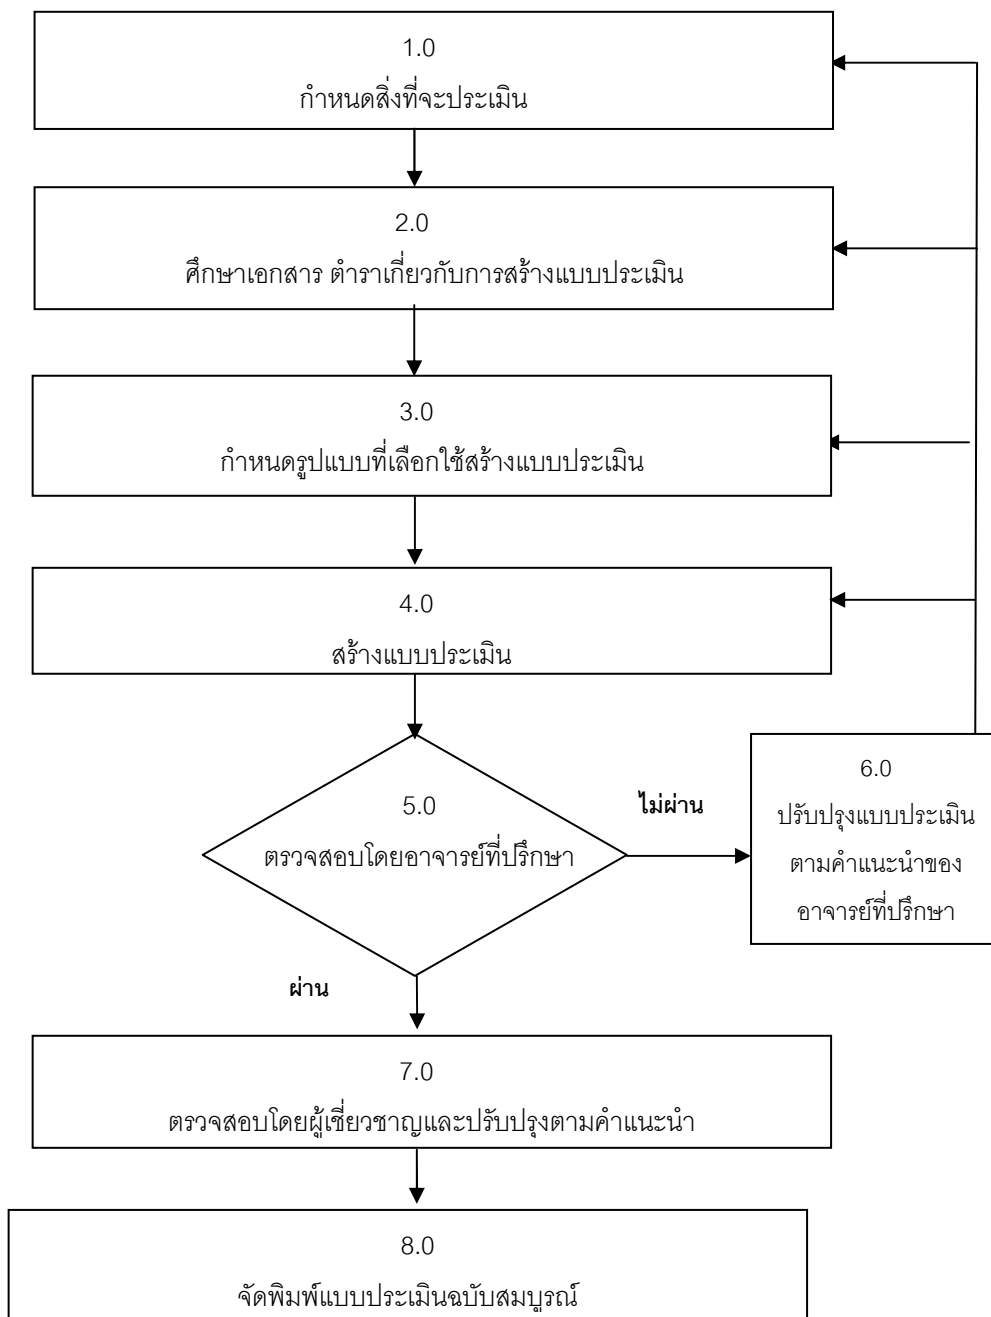 1.0
กำหนดสิ่งที่จะประเมิน
2.0
ศึกษาเอกสาร ตำราเกี่ยวกับการสร้างแบบประเมิน
3.0
กำหนดรูปแบบที่เลือกใช้สร้างแบบประเมิน
4.0
สร้างแบบประเมิน
5.0
ตรวจสอบโดยอาจารย์ที่ปรึกษา
ไม่ผ่าน
6.0
ปรับปรุงแบบประเมิน
ตามคำแนะนำของ
อาจารย์ที่ปรึกษา
ผ่าน
7.0
ตรวจสอบโดยผู้เชี่ยวชาญและปรับปรุงตามคำแนะนำ
8.0
จัดพิมพ์แบบประเมินฉบับสมบูรณ์